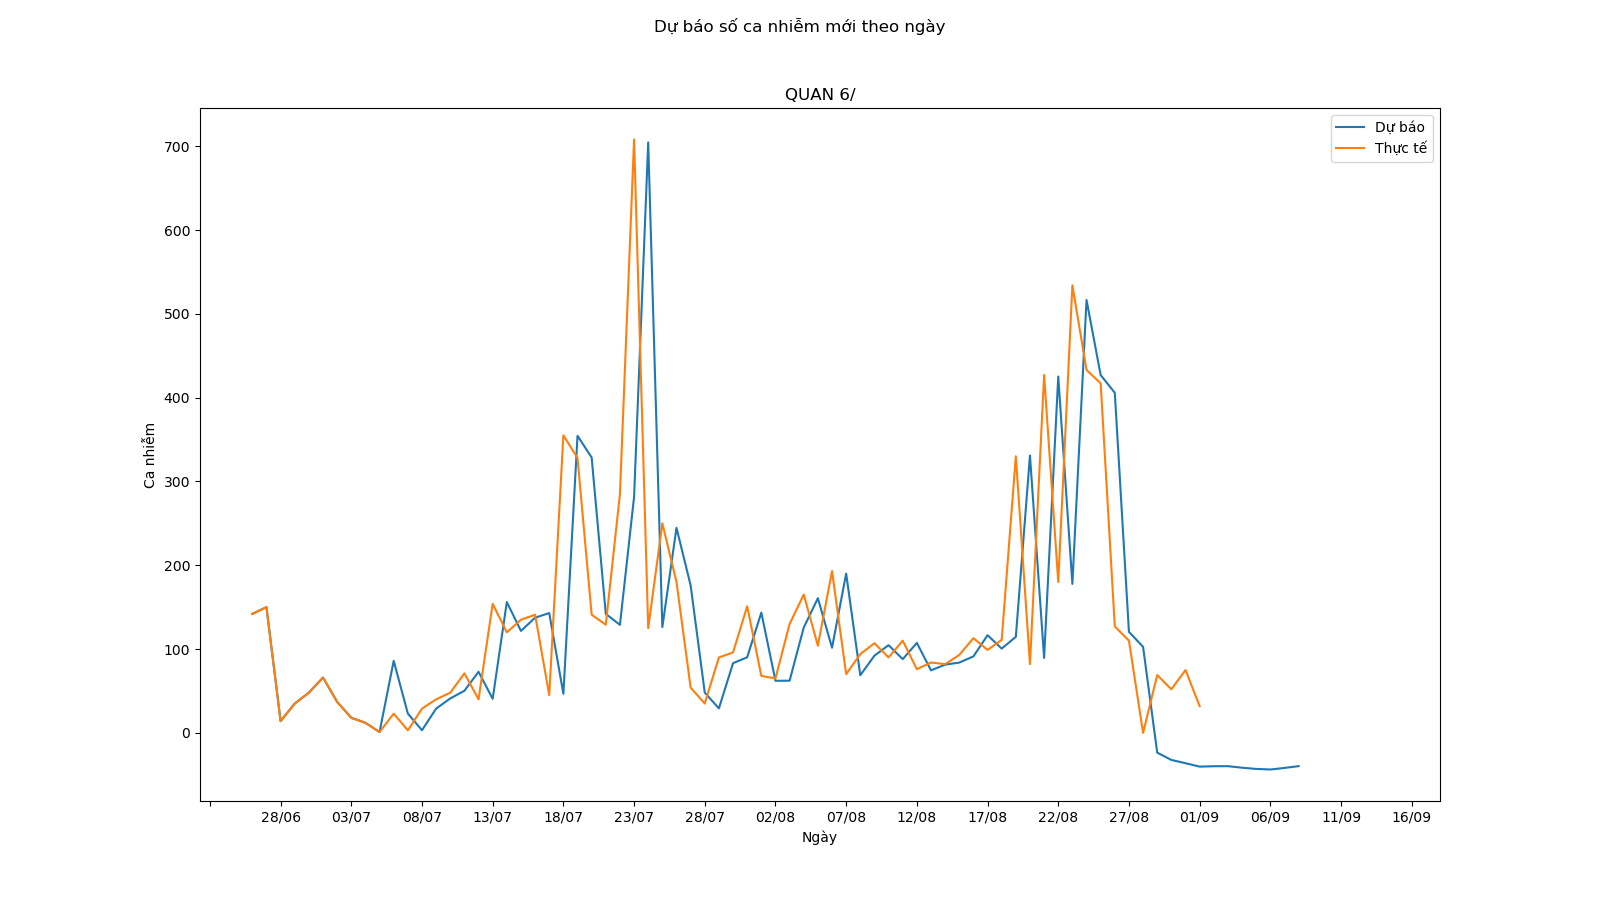 Dự báo số ca nhiễm mới theo ngày
QUAN 6/
Dự báo
Thực tế
700
600
500
400
300
200
100
0
Ca nhiễm
28/06 03/07 08/07 13/07 18/07 23/07 28/07 02/08 07/08 12/08 17/08 22/08 27/08 01/09 06/09 11/09 16/09
Ngày